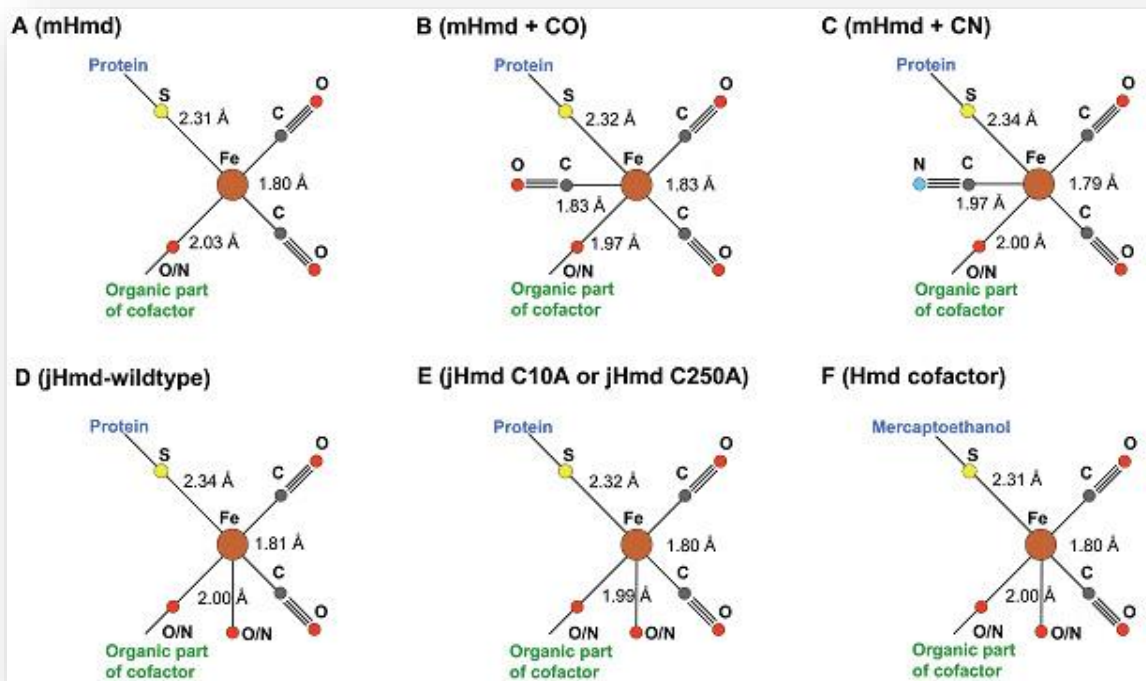 A (mHmd)
Protein
S
2.31 Å
O
C
Fe
1.80 Å
C
2.03 Å
O/N
O
Organic part
of cofactor
B (mHmd + CO)
Protein
S
2.32 Å
O
C
O
C
Fe
1.83 Å
1.83 Å
C
1.97 Å
O/N
O
Organic part
of cofactor
C (mHmd + CN)
Protein
S
2.34 Å
O
C
N
C
Fe
1.79 Å
1.97 Å
C
2.00 Å
O/N
O
Organic part
of cofactor
D (jHmd-wildtype)
Protein
S
2.34 Å
O
C
Fe
1.81 Å
C
2.00 Å
O/N
O/N
O
Organic part
of cofactor
E (jHmd C10A or jHmd C250A)
Protein
S
2.32 Å
O
C
Fe
1.80 Å
C
1.99 Å
O/N
O/N
O
Organic part
of cofactor
F (Hmd cofactor)
Mercaptoethanol
S
2.31 Å
O
C
Fe
1.80 Å
C
2.00 Å
O/N
O/N
O
Organic part
of cofactor